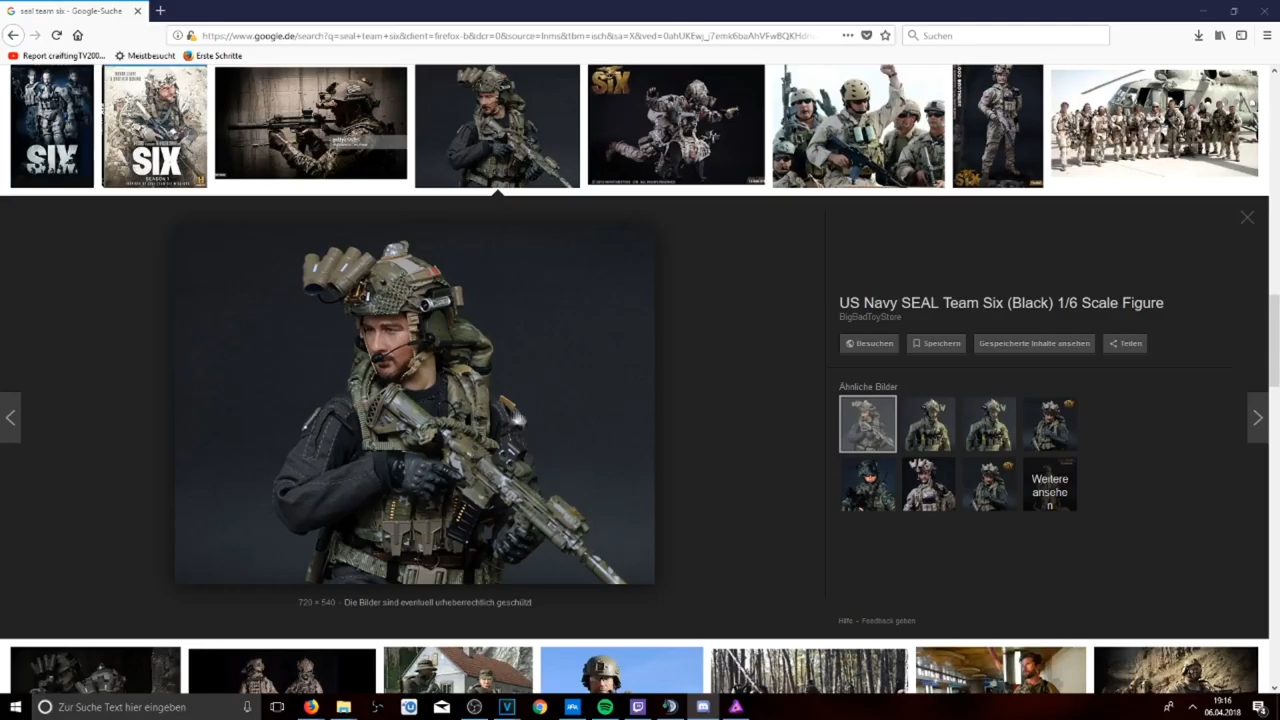 seal team six - Google-Suche
https://www.google.de/search?q=seal+team+six&client=firefox-b&dcr=0&source=lnms&tbm=isch&sa=X&ved=
Suchen
Report craiftingTV200...
Meistbesucht
Erste Schritte
SIX
SIX
SIX
US Navy SEAL Team Six (Black) 1/6 Scale Figure
BigBadToyStore
Besuchen
Speichern
Gespeicherte Inhalte ansehen
Teilen
Ähnliche Bilder
Weitere
ansehe
n
720 × 540 - Die Bilder sind eventuell urheberrechtlich geschützt
Hilfe - Feedback geben
Zur Suche Text hier eingeben
19:16
06.04.2018